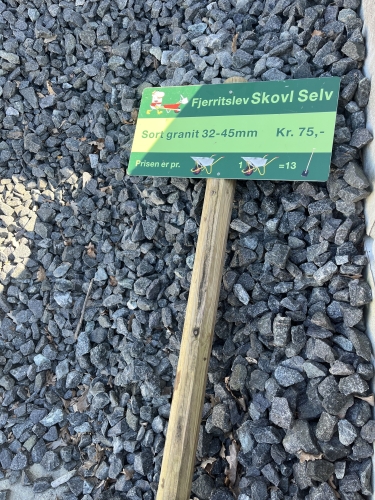 Fjerritslev Skovl Selv
Sort granit 32-45mm Kr. 75,-
Prisen er pr. 1 =13